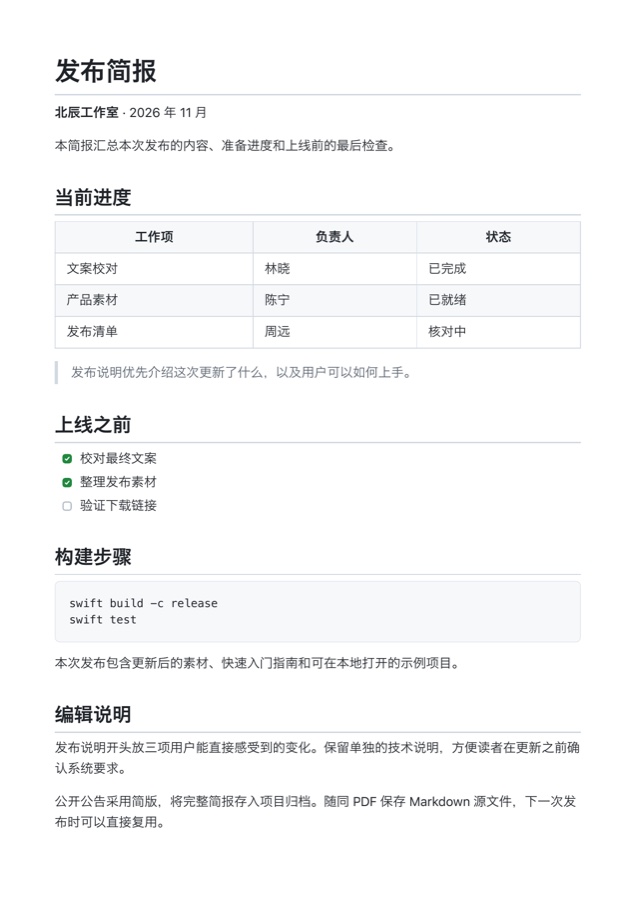 发布简报
北辰工作室 · 2026 年 11 月
本简报汇总本次发布的内容、准备进度和上线前的最后检查。
当前进度
工作项 负责人 状态
文案校对 林晓 已完成
产品素材 陈宁 已就绪
发布清单 周远 核对中
发布说明优先介绍这次更新了什么，以及用户可以如何上手。
上线之前
校对最终文案
整理发布素材
验证下载链接
构建步骤
swift build -c release
swift test
本次发布包含更新后的素材、快速入门指南和可在本地打开的示例项目。
编辑说明
发布说明开头放三项用户能直接感受到的变化。保留单独的技术说明，方便读者在更新之前确
认系统要求。
公开公告采用简版，将完整简报存入项目归档。随同 PDF 保存 Markdown 源文件，下一次发
布时可以直接复用。